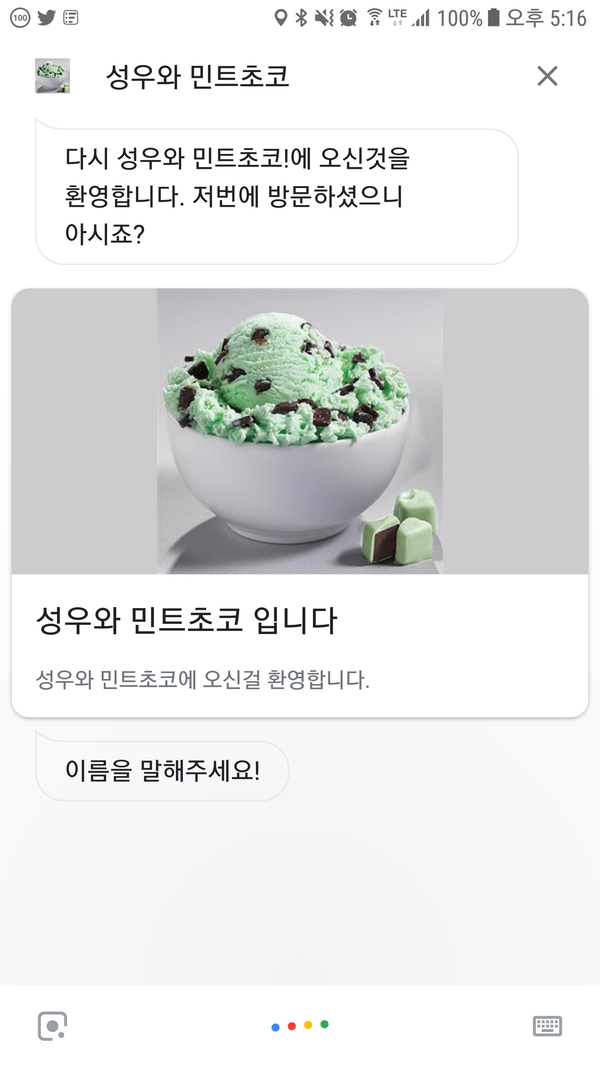 100 LTE 100% 오후 5:16
성우와 민트초코
다시 성우와 민트초코!에 오신것을
환영합니다. 저번에 방문하셨으니
아시죠?
성우와 민트초코 입니다
성우와 민트초코에 오신걸 환영합니다.
이름을 말해주세요!